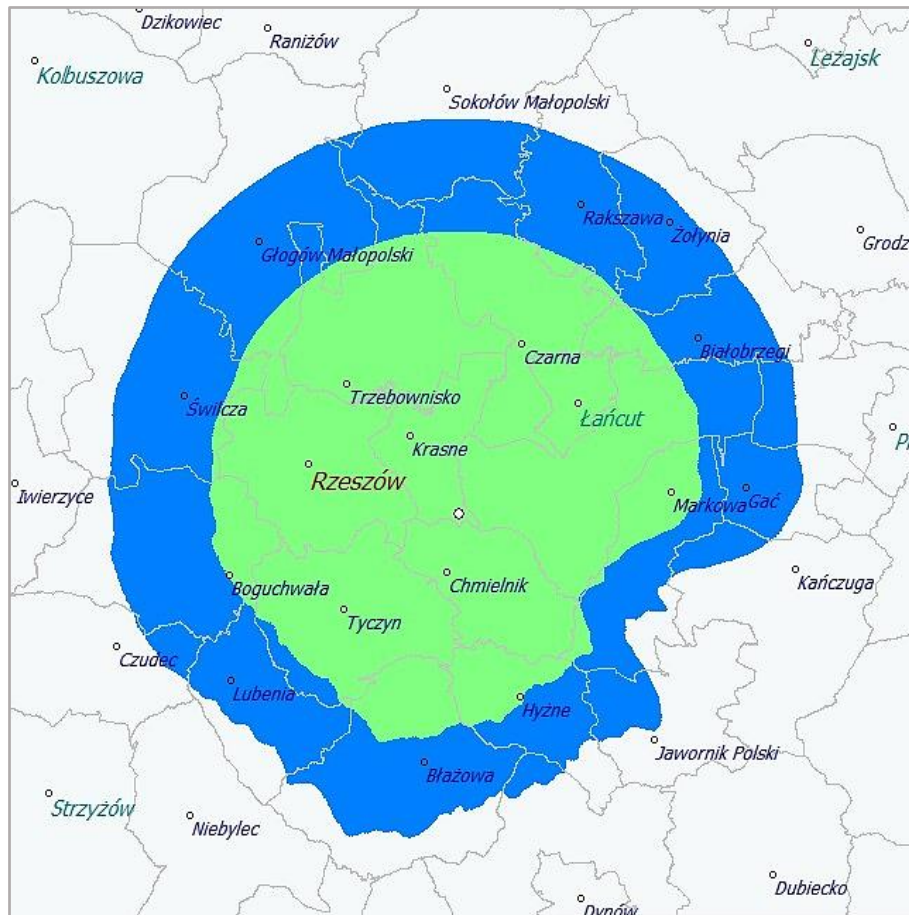 Dzikowiec
Raniżów
Leżajsk
Kolbuszowa
Sokołów Małopolski
Rakszawa
Żołynia
Grodz
Głogów Małopolski
Białobrzegi
Czarna
Trzebownisko
Świlcza
Łańcut
Krasne
Rzeszów
Iwierzyce
Markowa
Gać
Boguchwała
Chmielnik
Kańczuga
Tyczyn
Czudec
Lubenia
Hyżne
Jawornik Polski
Błażowa
Strzyżów
Niebylec
Dubiecko
Dynów